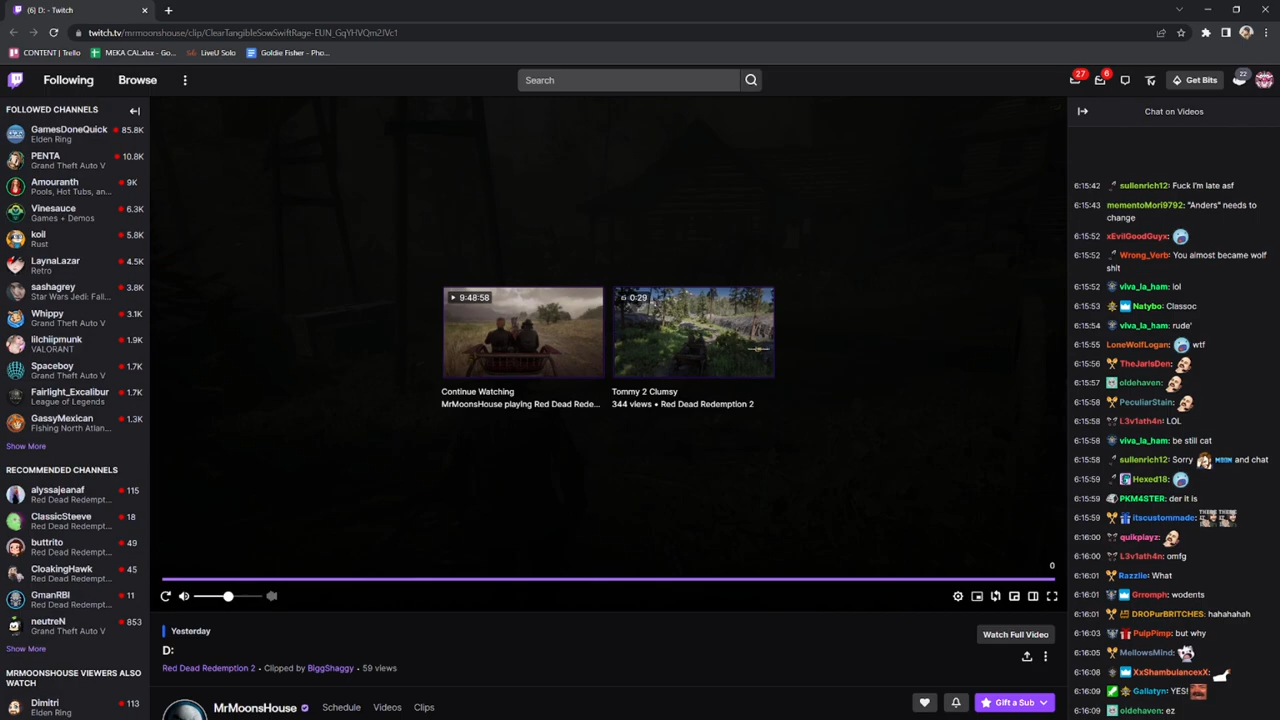 (6) D: - Twitch
twitch.tv/mrmoonshouse/clip/ClearTangibleSowSwiftRage-EUN_GqYHVQm2JVc1
CONTENT | Trello
MEKA CAL.xlsx - Go...
LiveU Solo
Goldie Fisher - Pho...
Following
Browse
Search
27
6
Get Bits
22
FOLLOWED CHANNELS
GamesDoneQuick 85.8K
Elden Ring
PENTA 10.8K
Grand Theft Auto V
Amouranth 9K
Pools, Hot Tubs, an...
Vinesauce 6.3K
Games + Demos
koil 5.8K
Rust
LaynaLazar 4.5K
Retro
sashagrey 3.8K
Star Wars Jedi: Fall...
Whippy 3.1K
Grand Theft Auto V
lilchiipmunk 1.9K
VALORANT
Spaceboy 1.7K
Grand Theft Auto V
Fairlight_Excalibur 1.7K
League of Legends
GassyMexican 1.3K
Fishing North Atlan...
Show More
RECOMMENDED CHANNELS
alyssajeanaf 115
Red Dead Redempt...
ClassicSteeve 18
Red Dead Redempt...
buttrito 49
Red Dead Redempt...
CloakingHawk 45
Red Dead Redempt...
GmanRBI 11
Red Dead Redempt...
neutreN 853
Red Dead Redempt...
Show More
MRMOONSHOUSE VIEWERS ALSO
WATCH
Dimitri 113
Elden Ring
9:48:58
0:29
Continue Watching
MrMoonsHouse playing Red Dead Rede...
Tommy 2 Clumsy
344 views • Red Dead Redemption 2
0
Yesterday
Watch Full Video
D:
Red Dead Redemption 2 • Clipped by BiggShaggy • 59 views
MrMoonsHouse
Schedule
Videos
Clips
Gift a Sub
Chat on Videos
6:15:42 sullenrich12: Fuck I'm late asf
6:15:43 mementoMori9792: "Anders" needs to
change
6:15:52 xEvilGoodGuyx:
6:15:52 Wrong_Verb: You almost became wolf
shit
6:15:52 viva_la_ham: lol
6:15:53 Natybo: Classoc
6:15:54 viva_la_ham: rude'
6:15:55 LoneWolfLogan: wtf
6:15:56 TheJarIsDen:
6:15:57 oldehaven:
6:15:58 PeculiarStain:
6:15:58 L3v1ath4n: LOL
6:15:58 viva_la_ham: be still cat
6:15:58 sullenrich12: Sorry MOON and chat
6:15:59 Hexed18:
6:15:59 PKM4STER: der it is
6:15:59 itscustommade: THERE THERE
6:16:00 quikplayz:
6:16:00 L3v1ath4n: omfg
6:16:01 Razzlie: What
6:16:01 Grromph: wodents
6:16:01 DROPurBRITCHES: hahahahah
6:16:03 PulpPimp: but why
6:16:05 MellowsMind:
6:16:08 XxShambulancexX:
6:16:09 Galiatyn: YES!
6:16:09 oldehaven: ez